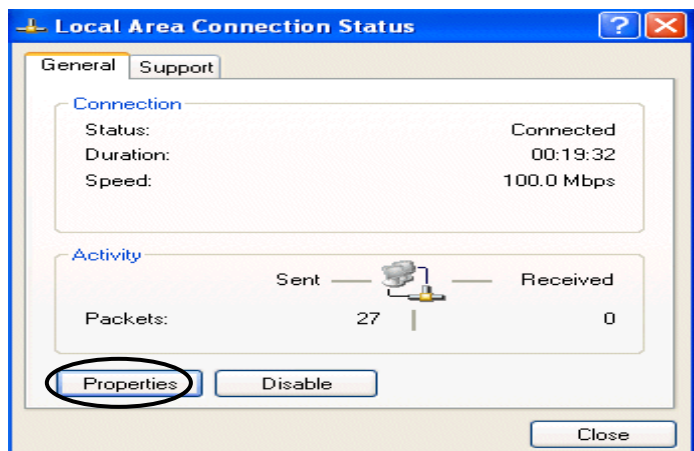 Local Area Connection Status
General Support
Connection
Status: Connected
Duration: 00:19:32
Speed: 100.0 Mbps
Activity
Sent Received
Packets: 27 0
Properties Disable
Close